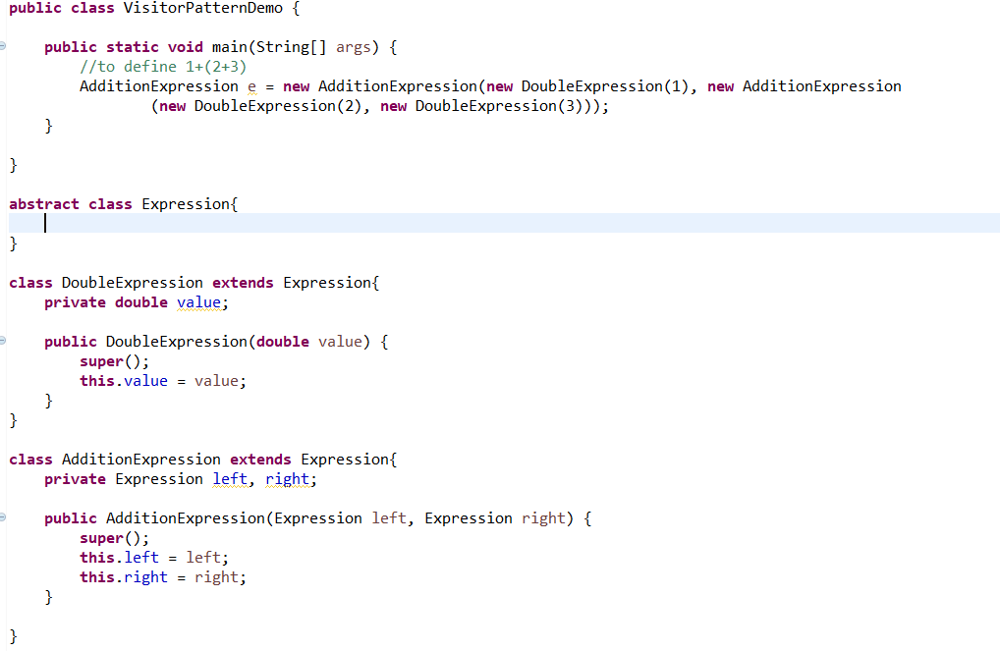 public class VisitorPatternDemo {
public static void main(String[] args) {
//to define 1+(2+3)
AdditionExpression e = new AdditionExpression(new DoubleExpression(1), new AdditionExpression
(new DoubleExpression(2), new DoubleExpression(3)));
}
}
abstract class Expression{
}
class DoubleExpression extends Expression{
private double value;
public DoubleExpression(double value) {
super();
this.value = value;
}
}
class AdditionExpression extends Expression{
private Expression left, right;
public AdditionExpression(Expression left, Expression right) {
super();
this.left = left;
this.right = right;
}
}